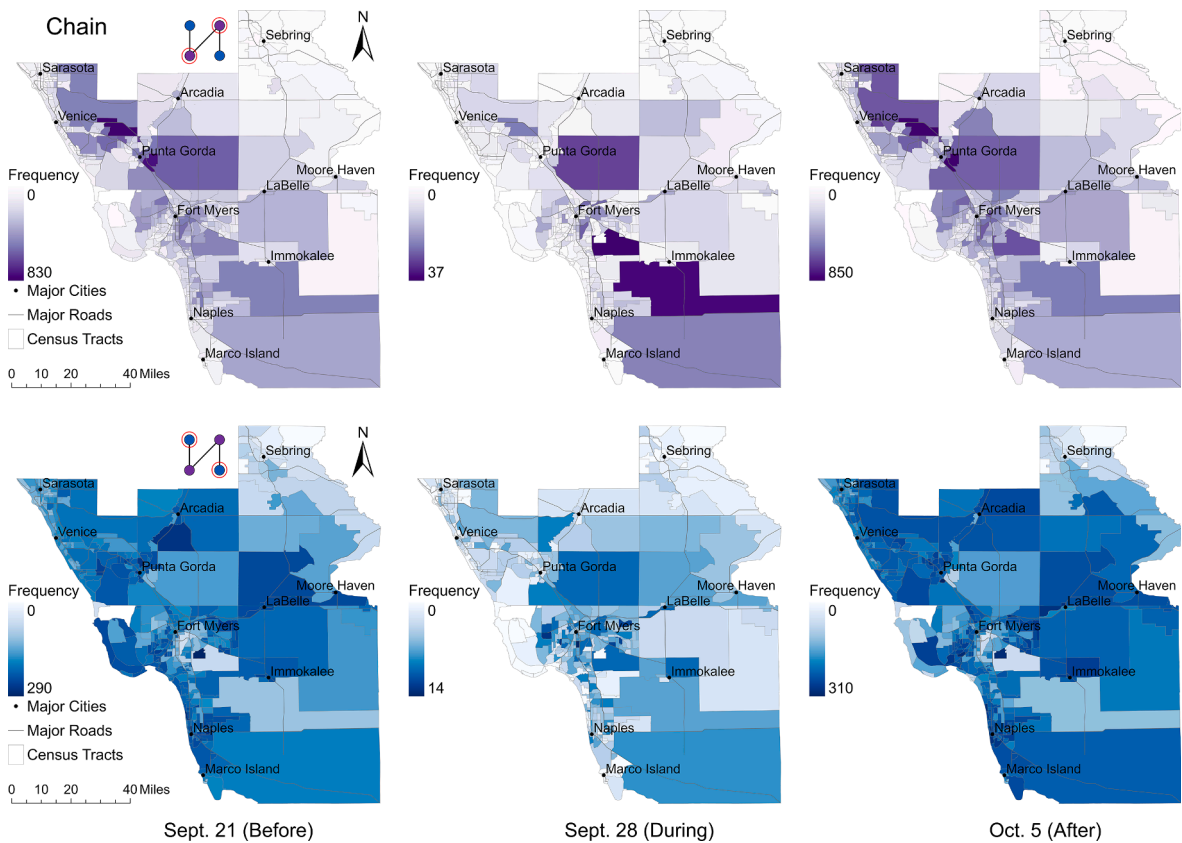 Chain
N
Sebring
Sarasota
Arcadia
Venice
Punta Gorda
Moore Haven
LaBelle
Fort Myers
Immokalee
Naples
Marco Island
Frequency
0
830
Major Cities
Major Roads
Census Tracts
0 10 20 40 Miles
Sebring
Sarasota
Arcadia
Venice
Punta Gorda
Moore Haven
LaBelle
Fort Myers
Immokalee
Naples
Marco Island
Frequency
0
37
Sebring
Sarasota
Arcadia
Venice
Punta Gorda
Moore Haven
LaBelle
Fort Myers
Immokalee
Naples
Marco Island
Frequency
0
850
N
Sebring
Sarasota
Arcadia
Venice
Punta Gorda
Moore Haven
LaBelle
Fort Myers
Immokalee
Naples
Marco Island
Frequency
0
290
Major Cities
Major Roads
Census Tracts
0 10 20 40 Miles
Sebring
Sarasota
Arcadia
Venice
Punta Gorda
Moore Haven
LaBelle
Fort Myers
Immokalee
Naples
Marco Island
Frequency
0
14
Sebring
Sarasota
Arcadia
Venice
Punta Gorda
Moore Haven
LaBelle
Fort Myers
Immokalee
Naples
Marco Island
Frequency
0
310
Sept. 21 (Before)
Sept. 28 (During)
Oct. 5 (After)